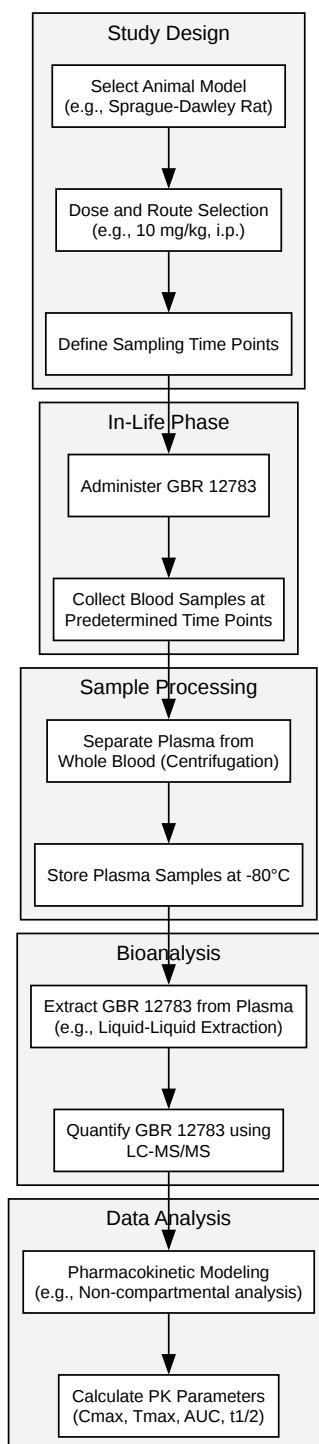 Study Design
Select Animal Model
(e.g., Sprague-Dawley Rat)
Dose and Route Selection
(e.g., 10 mg/kg, i.p.)
Define Sampling Time Points
In-Life Phase
Administer GBR 12783
Collect Blood Samples at
Predetermined Time Points
Sample Processing
Separate Plasma from
Whole Blood (Centrifugation)
Store Plasma Samples at -80°C
Bioanalysis
Extract GBR 12783 from Plasma
(e.g., Liquid-Liquid Extraction)
Quantify GBR 12783 using
LC-MS/MS
Data Analysis
Pharmacokinetic Modeling
(e.g., Non-compartmental analysis)
Calculate PK Parameters
(Cmax, Tmax, AUC, t1/2)